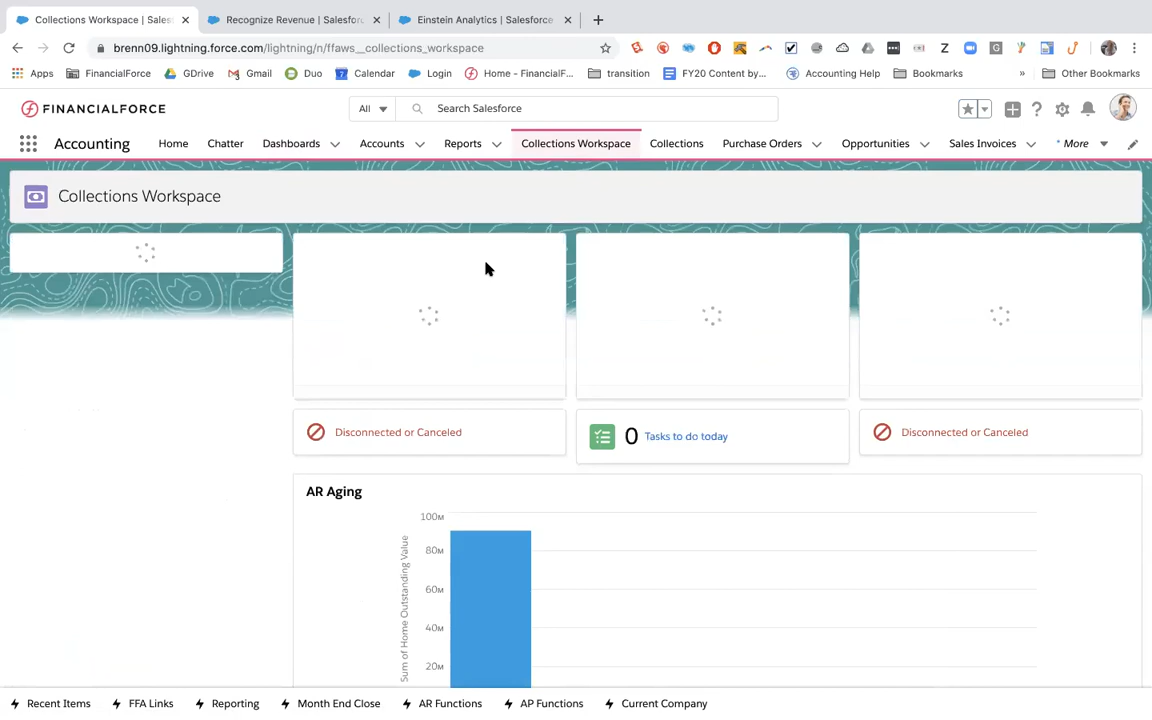 Collections Workspace | Sales
Recognize Revenue | Salesforc
Einstein Analytics | Salesforce
brenn09.lightning.force.com/lightning/n/ffaws__collections_workspace
Apps
FinancialForce
GDrive
Gmail
Duo
Calendar
Login
Home - FinancialF...
transition
FY20 Content by...
Accounting Help
Bookmarks
»
Other Bookmarks
FINANCIALFORCE
All
Search Salesforce
Accounting
Home
Chatter
Dashboards
Accounts
Reports
Collections Workspace
Collections
Purchase Orders
Opportunities
Sales Invoices
* More
Collections Workspace
Disconnected or Canceled
0 Tasks to do today
Disconnected or Canceled
AR Aging
Sum of Home Outstanding Value
100M
80M
60M
40M
20M
Recent Items
FFA Links
Reporting
Month End Close
AR Functions
AP Functions
Current Company